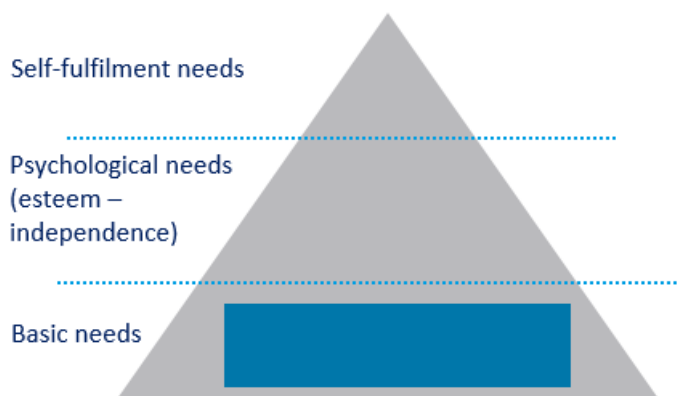 Self-fulfilment needs
Psychological needs
(esteem –
independence)
Basic needs